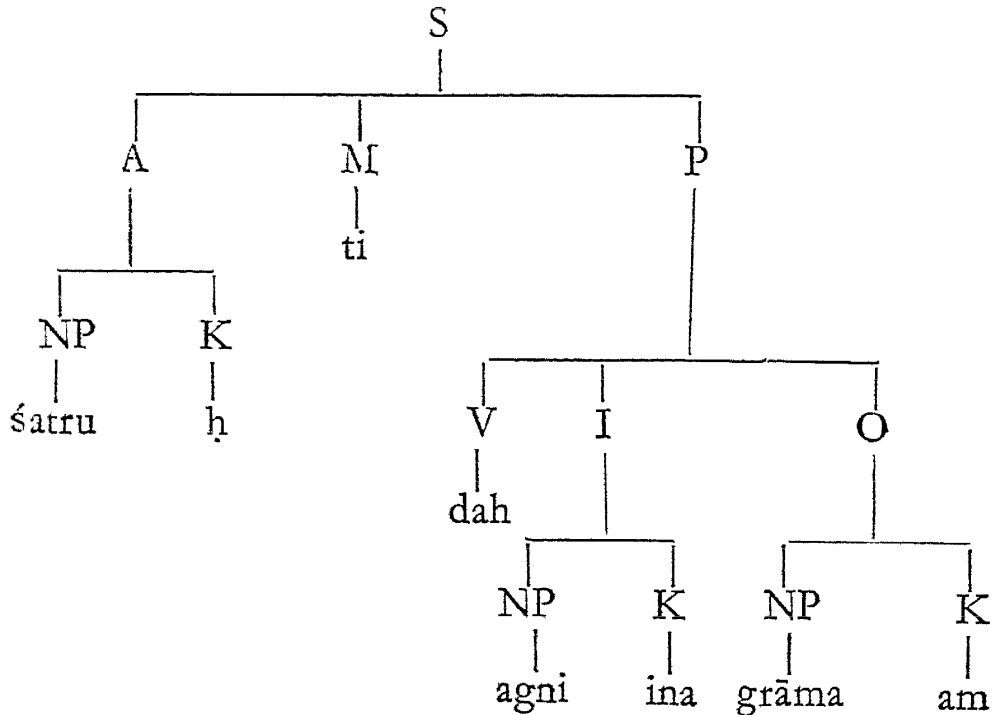 S
A M P
ti
NP K
śatru ḥ
V I O
dah
NP K NP K
agni ina grāma am